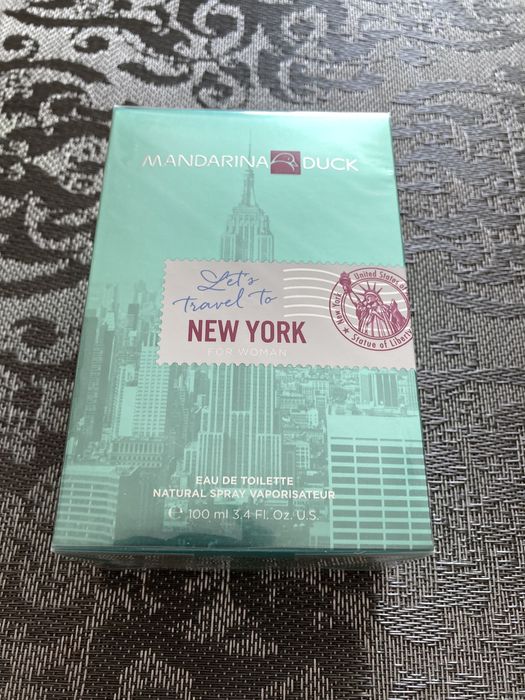 MANDARINA DUCK
Let's
travel to
NEW YORK
FOR WOMAN
New York
United States of
Statue of Liberty
EAU DE TOILETTE
NATURAL SPRAY VAPORISATEUR
℮ 100 ml 3.4 Fl. Oz. U.S.